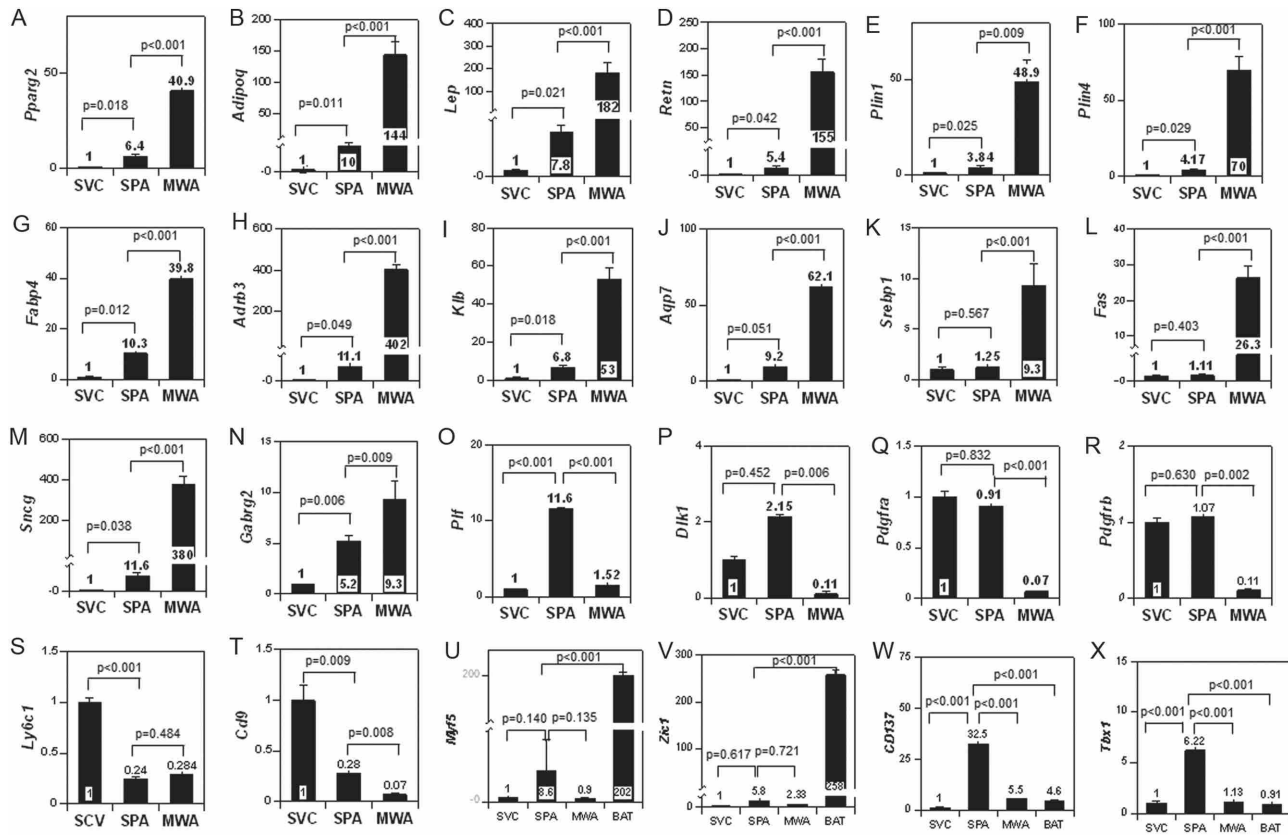 A
Pparg2
50
0
p<0.001
p=0.018
1
6.4
40.9
SVC SPA MWA
B
Adipoq
200
150
100
50
-0
p<0.001
p=0.011
1
10
144
SVC SPA MWA
C
Lep
400
300
200
100
-0
p<0.001
p=0.021
1
7.8
182
SVC SPA MWA
D
Retn
250
200
150
100
50
-0
p<0.001
p=0.042
1
5.4
155
SVC SPA MWA
E
Plin1
50
0
p=0.009
p=0.025
1
3.84
48.9
SVC SPA MWA
F
Plin4
100
50
0
p<0.001
p=0.029
1
4.17
70
SVC SPA MWA
G
Fabp4
60
40
20
0
p<0.001
p=0.012
1
10.3
39.8
SVC SPA MWA
H
Adrb3
600
400
200
-0
p<0.001
p=0.049
1
11.1
402
SVC SPA MWA
I
Klb
80
60
40
20
0
p<0.001
p=0.018
1
6.8
53
SVC SPA MWA
J
Aqp7
100
50
0
p<0.001
p=0.051
1
9.2
62.1
SVC SPA MWA
K
Srebp1
15
10
5
0
p<0.001
p=0.567
1
1.25
9.3
SVC SPA MWA
L
Fas
40
30
20
10
-0
p<0.001
p=0.403
1
1.11
26.3
SVC SPA MWA
M
Sncg
600
400
200
-0
p<0.001
p=0.038
1
11.6
380
SVC SPA MWA
N
Gabrg2
15
10
5
0
p=0.009
p=0.006
1
5.2
9.3
SVC SPA MWA
O
Plf
20
10
0
p<0.001 p<0.001
1
11.6
1.52
SVC SPA MWA
P
Dlk1
4
2
0
p=0.452 p=0.006
1
2.15
0.11
SVC SPA MWA
Q
Pdgfra
1.5
1
0.5
0
p=0.832
p<0.001
1
0.91
0.07
SVC SPA MWA
R
Pdgfrb
2
1
0
p=0.630 p=0.002
1
1.07
0.11
SVC SPA MWA
S
Ly6c1
1.5
1
0.5
0
p<0.001
p=0.484
1
0.24
0.284
SCV SPA MWA
T
Cd9
1.5
1
0.5
0
p=0.009
p=0.008
1
0.28
0.07
SVC SPA MWA
U
Myf5
200
-0
p<0.001
p=0.140 p=0.135
1
8.6
0.9
202
SVC SPA MWA BAT
V
Zic1
300
250
200
150
100
0
p<0.001
p=0.617 p=0.721
1
5.8
2.33
258
SVC SPA MWA BAT
W
CD137
75
50
25
0
p<0.001
p<0.001 p<0.001
1
32.5
5.5
4.6
SVC SPA MWA BAT
X
Tbx1
15
10
5
0
p<0.001
p<0.001 p<0.001
1
6.22
1.13
0.91
SVC SPA MWA BAT